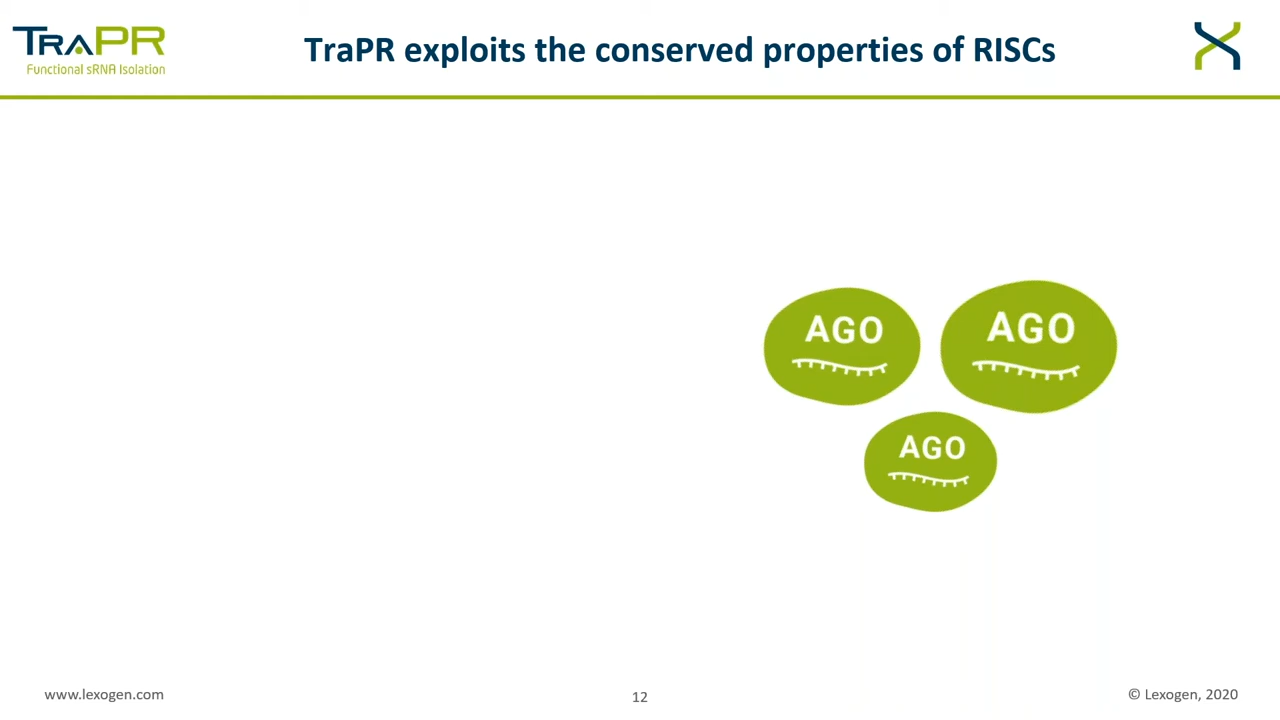 TRAPR
Functional sRNA Isolation
TraPR exploits the conserved properties of RISCs
AGO
AGO
AGO
www.lexogen.com
12
© Lexogen, 2020